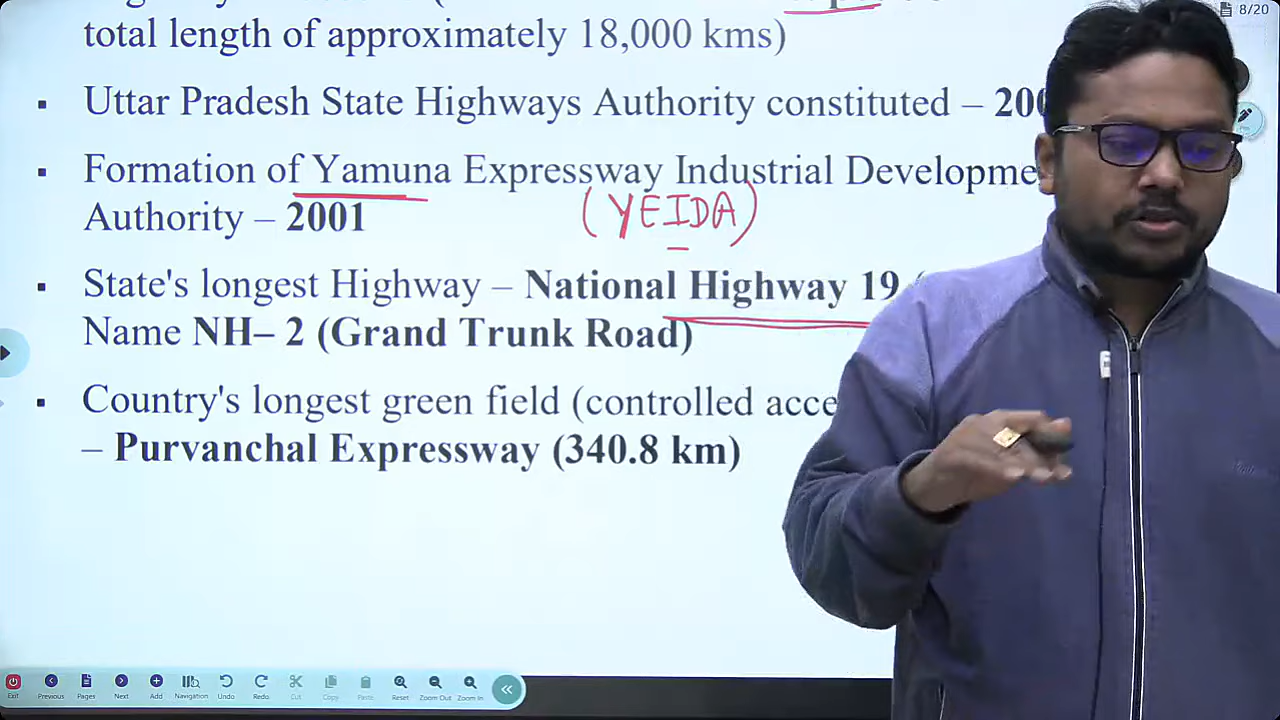 8/20
total length of approximately 18,000 kms)
▪ Uttar Pradesh State Highways Authority constituted –
▪ Formation of Yamuna Expressway Industrial
Authority – 2001 (YEIDA)
▪ State's longest Highway – National Highway 19
Name NH– 2 (Grand Trunk Road)
▪ Country's longest green field (controlled
– Purvanchal Expressway (340.8 km)
Exit Previous Pages Next Add Navigation Undo Redo Cut Copy Paste Reset Zoom Out Zoom In